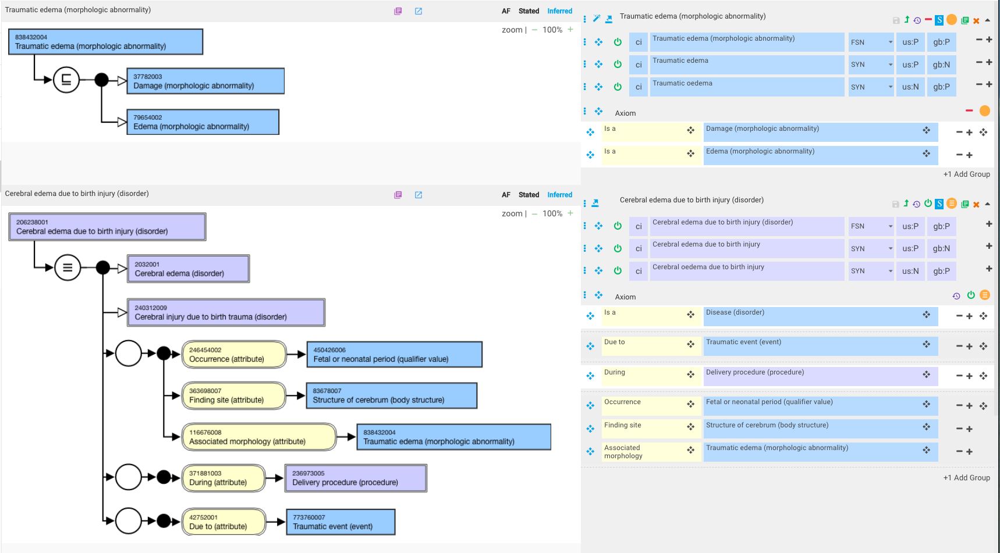 Traumatic edema (morphologic abnormality)
AF Stated Inferred
zoom | − 100% +
838432004
Traumatic edema (morphologic abnormality)
37782003
Damage (morphologic abnormality)
79654002
Edema (morphologic abnormality)
Traumatic edema (morphologic abnormality)
S
ci Traumatic edema (morphologic abnormality) FSN us:P gb:P
ci Traumatic edema SYN us:P gb:N
ci Traumatic oedema SYN us:N gb:P
Axiom
Is a Damage (morphologic abnormality)
Is a Edema (morphologic abnormality)
+1 Add Group
Cerebral edema due to birth injury (disorder)
AF Stated Inferred
zoom | − 100% +
206238001
Cerebral edema due to birth injury (disorder)
2032001
Cerebral edema (disorder)
240312009
Cerebral injury due to birth trauma (disorder)
246454002
Occurrence (attribute)
450426006
Fetal or neonatal period (qualifier value)
363698007
Finding site (attribute)
83678007
Structure of cerebrum (body structure)
116676008
Associated morphology (attribute)
838432004
Traumatic edema (morphologic abnormality)
371881003
During (attribute)
236973005
Delivery procedure (procedure)
42752001
Due to (attribute)
773760007
Traumatic event (event)
Cerebral edema due to birth injury (disorder)
S
ci Cerebral edema due to birth injury (disorder) FSN us:P gb:P
ci Cerebral edema due to birth injury SYN us:P gb:N
ci Cerebral oedema due to birth injury SYN us:N gb:P
Axiom
Is a Disease (disorder)
Due to Traumatic event (event)
During Delivery procedure (procedure)
Occurrence Fetal or neonatal period (qualifier value)
Finding site Structure of cerebrum (body structure)
Associated Traumatic edema (morphologic abnormality)
morphology
+1 Add Group